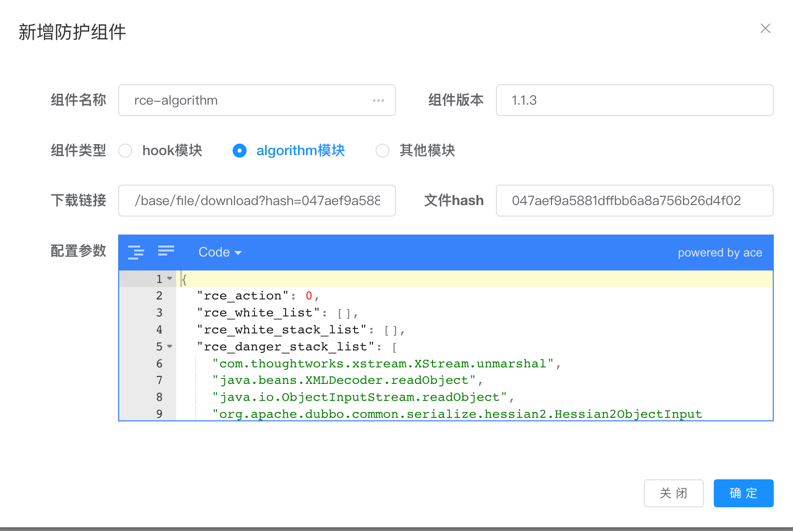 新增防护组件
组件名称 rce-algorithm 组件版本 1.1.3
组件类型 hook模块 algorithm模块 其他模块
下载链接 /base/file/download?hash=047aef9a588 文件hash 047aef9a5881dffbb6a8a756b26d4f02
配置参数 Code powered by ace
1 {
2 "rce_action": 0,
3 "rce_white_list": [],
4 "rce_white_stack_list": [],
5 "rce_danger_stack_list": [
6 "com.thoughtworks.xstream.XStream.unmarshal",
7 "java.beans.XMLDecoder.readObject",
8 "java.io.ObjectInputStream.readObject",
9 "org.apache.dubbo.common.serialize.hessian2.Hessian2ObjectInput
关 闭 确 定